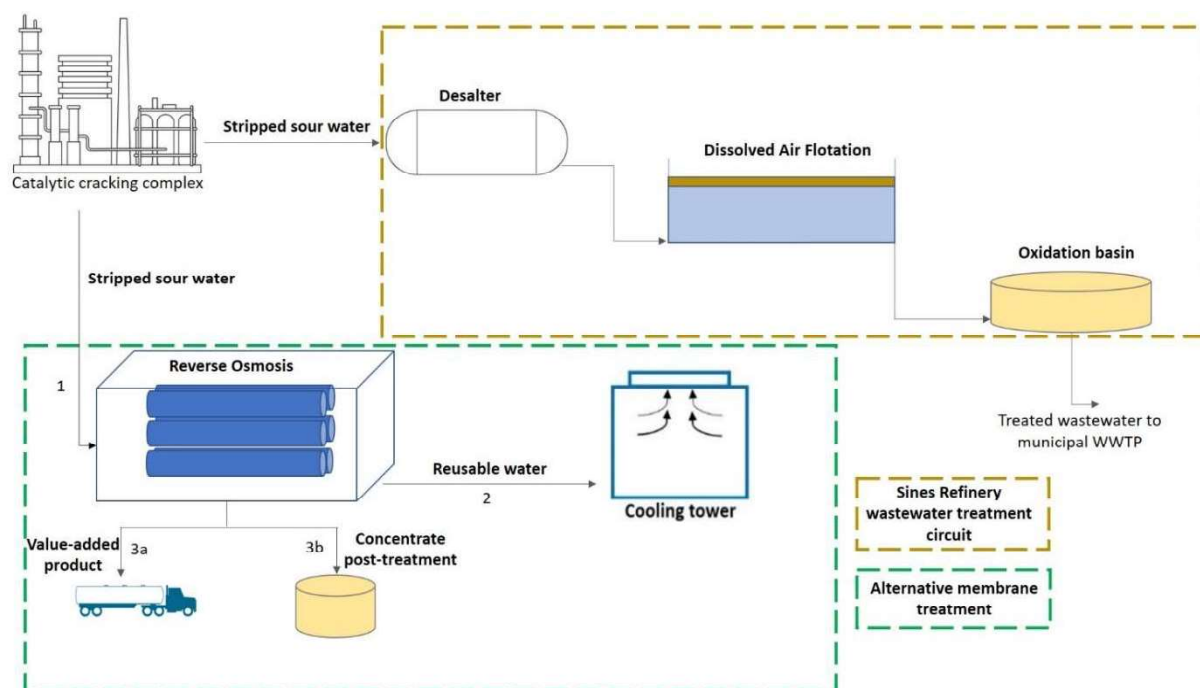 Desalter
Stripped sour water
Dissolved Air Flotation
Catalytic cracking complex
Oxidation basin
Stripped sour water
Reverse Osmosis
1
Treated wastewater to
municipal WWTP
Reusable water
2
Cooling tower
Sines Refinery
wastewater treatment
circuit
Value-added
product
3a
3b
Concentrate
post-treatment
Alternative membrane
treatment